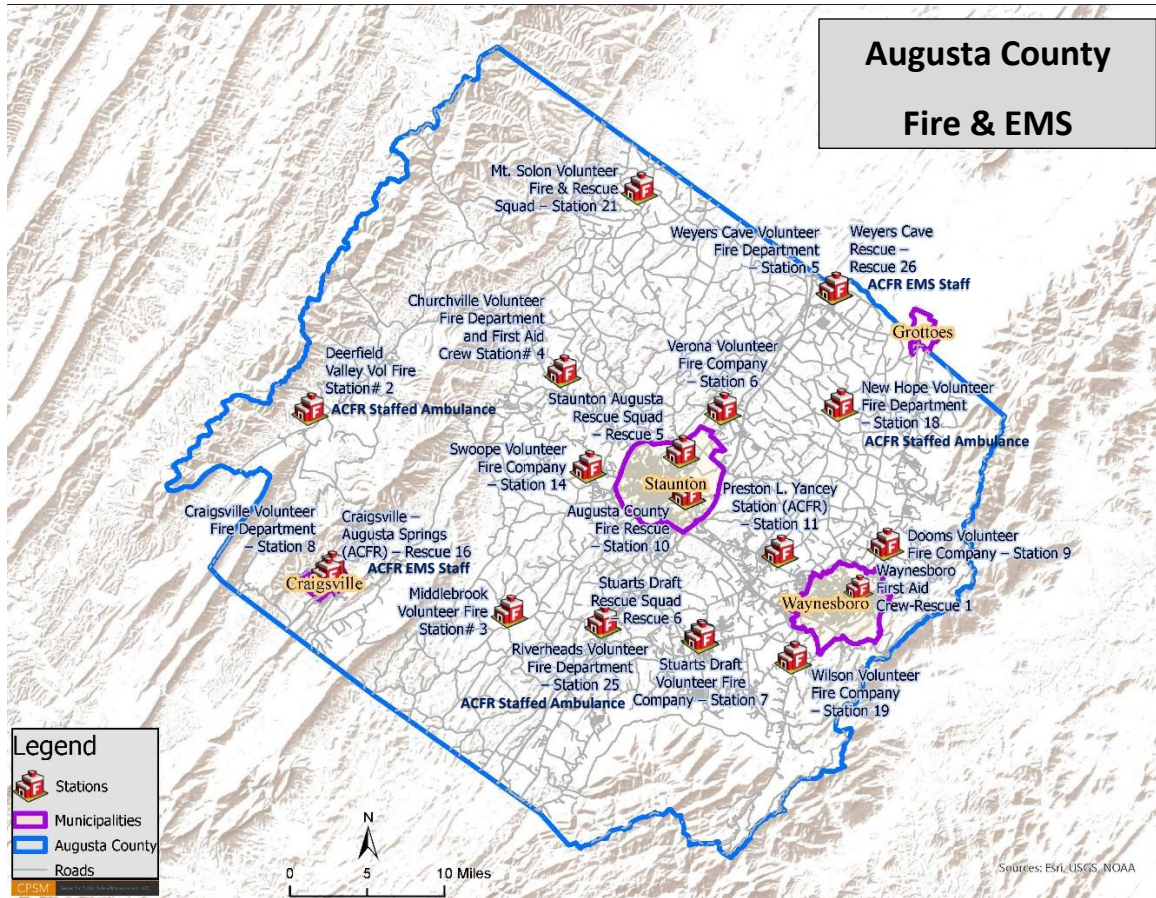 Augusta County
Fire & EMS
Mt. Solon Volunteer
Fire & Rescue
Squad – Station 21
Weyers Cave Volunteer
Fire Department
– Station 5
Weyers Cave
Rescue –
Rescue 26
ACFR EMS Staff
Grottoes
Churchville Volunteer
Fire Department
and First Aid
Crew Station# 4
Verona Volunteer
Fire Company
– Station 6
Deerfield
Valley Vol Fire
Station# 2
ACFR Staffed Ambulance
New Hope Volunteer
Fire Department
– Station 18
ACFR Staffed Ambulance
Staunton Augusta
Rescue Squad
– Rescue 5
Swoope Volunteer
Fire Company
– Station 14
Staunton
Augusta County
Fire Rescue
– Station 10
Preston L. Yancey
Station (ACFR)
– Station 11
Craigsville Volunteer
Fire Department
– Station 8
Craigsville –
Augusta Springs
(ACFR) – Rescue 16
ACFR EMS Staff
Craigsville
Dooms Volunteer
Fire Company – Station 9
Waynesboro
First Aid
Crew-Rescue 1
Waynesboro
Middlebrook
Volunteer Fire
Station# 3
Stuarts Draft
Rescue Squad
– Rescue 6
Riverheads Volunteer
Fire Department
– Station 25
ACFR Staffed Ambulance
Stuarts Draft
Volunteer Fire
Company – Station 7
Wilson Volunteer
Fire Company
– Station 19
Legend
Stations
Municipalities
Augusta County
Roads
CPSM
N
0 5 10 Miles
Sources: Esri, USGS, NOAA